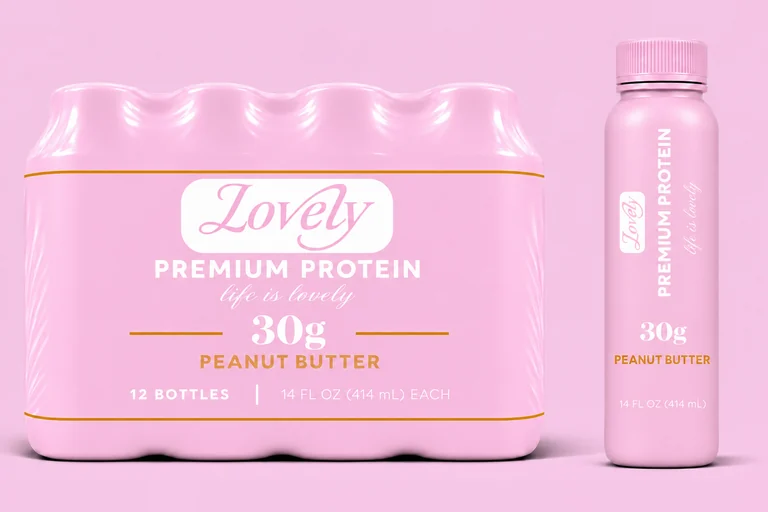 Lovely
PREMIUM PROTEIN
life is lovely
30g
PEANUT BUTTER
12 BOTTLES | 14 FL OZ (414 mL) EACH
Lovely
PREMIUM PROTEIN
life is lovely
30g
PEANUT BUTTER
14 FL OZ (414 mL)